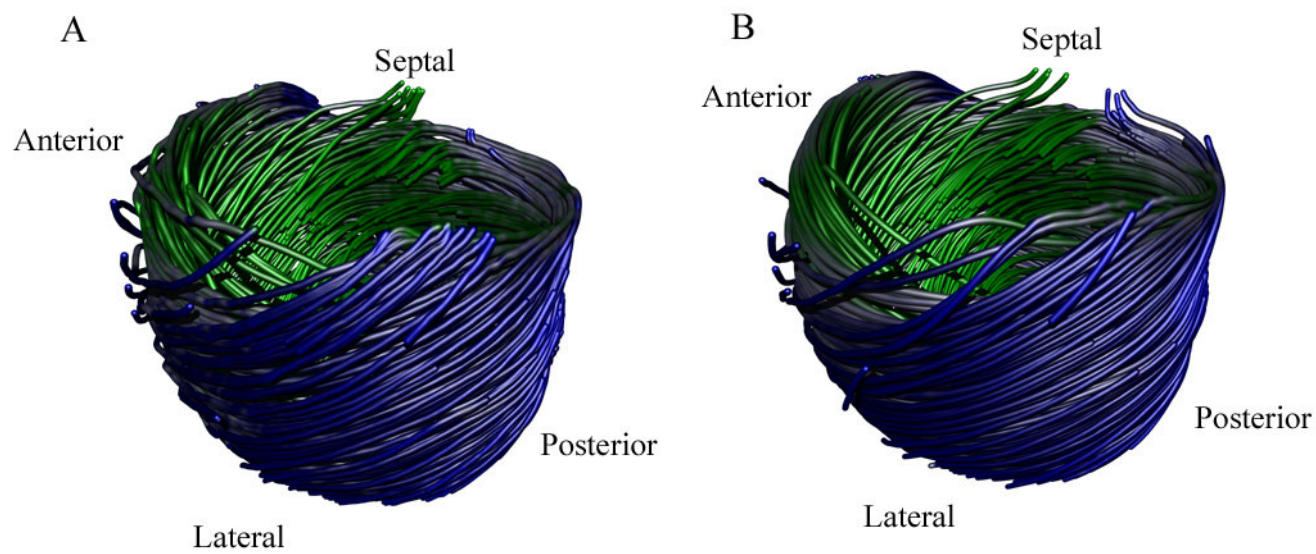 A
Septal
Anterior
Posterior
Lateral
B
Septal
Anterior
Posterior
Lateral